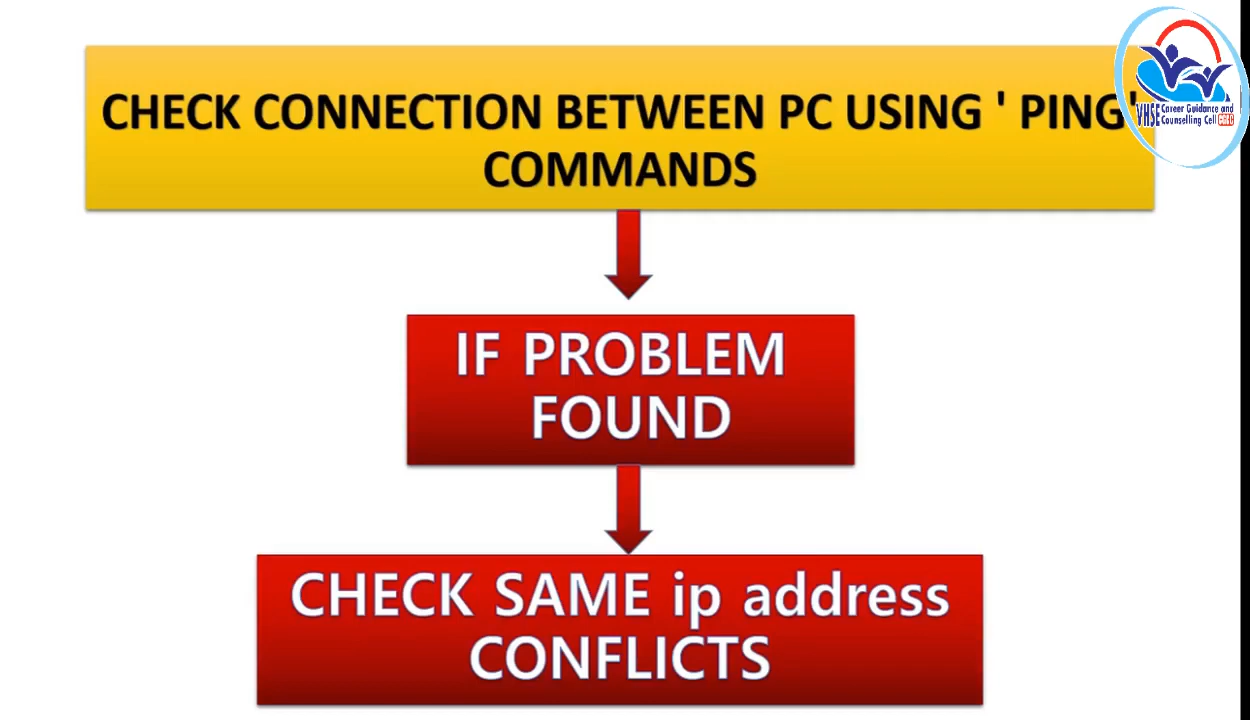 CHECK CONNECTION BETWEEN PC USING ' PING'
COMMANDS
VHSE Career Guidance and
Counselling Cell CGCC
IF PROBLEM
FOUND
CHECK SAME ip address
CONFLICTS